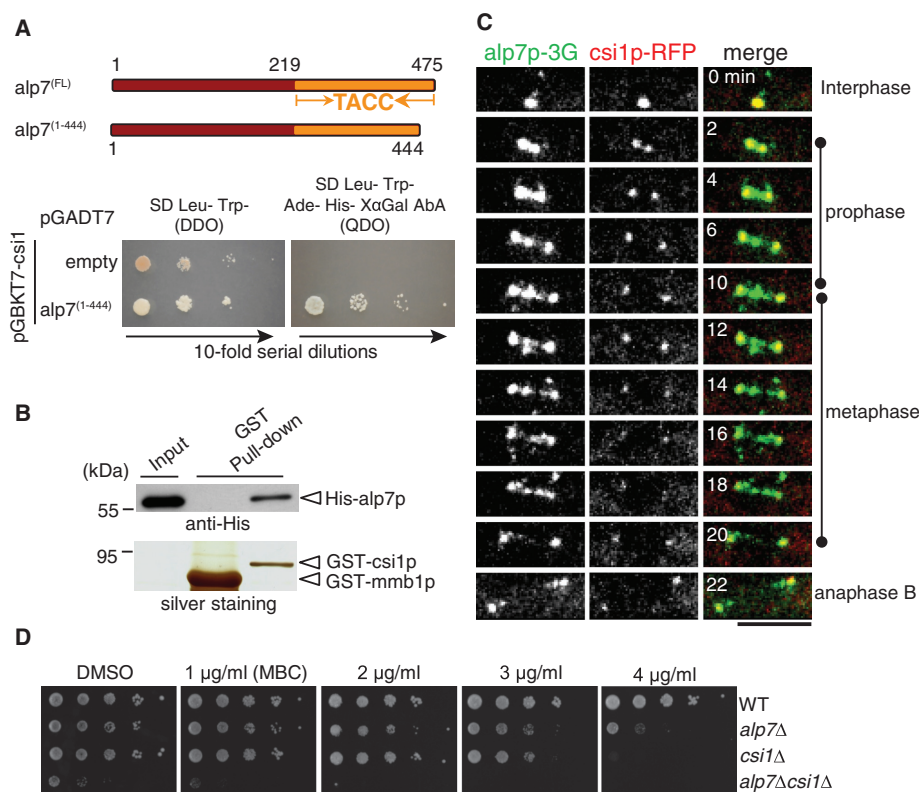 A
1 219 475
alp7(FL)
TACC
alp7(1-444)
1 444
pGADT7
SD Leu- Trp-
(DDO)
SD Leu- Trp-
Ade- His- XαGal AbA
(QDO)
pGBKT7-csi1
empty
alp7(1-444)
10-fold serial dilutions
B
(kDa)
Input
GST
Pull-down
His-alp7p
55
anti-His
95
GST-csi1p
GST-mmb1p
silver staining
C
alp7p-3G csi1p-RFP merge
0 min
Interphase
2
4
prophase
6
10
12
14
metaphase
16
18
20
22
anaphase B
D
DMSO 1 µg/ml (MBC) 2 µg/ml 3 µg/ml 4 µg/ml
WT
alp7Δ
csi1Δ
alp7Δcsi1Δ